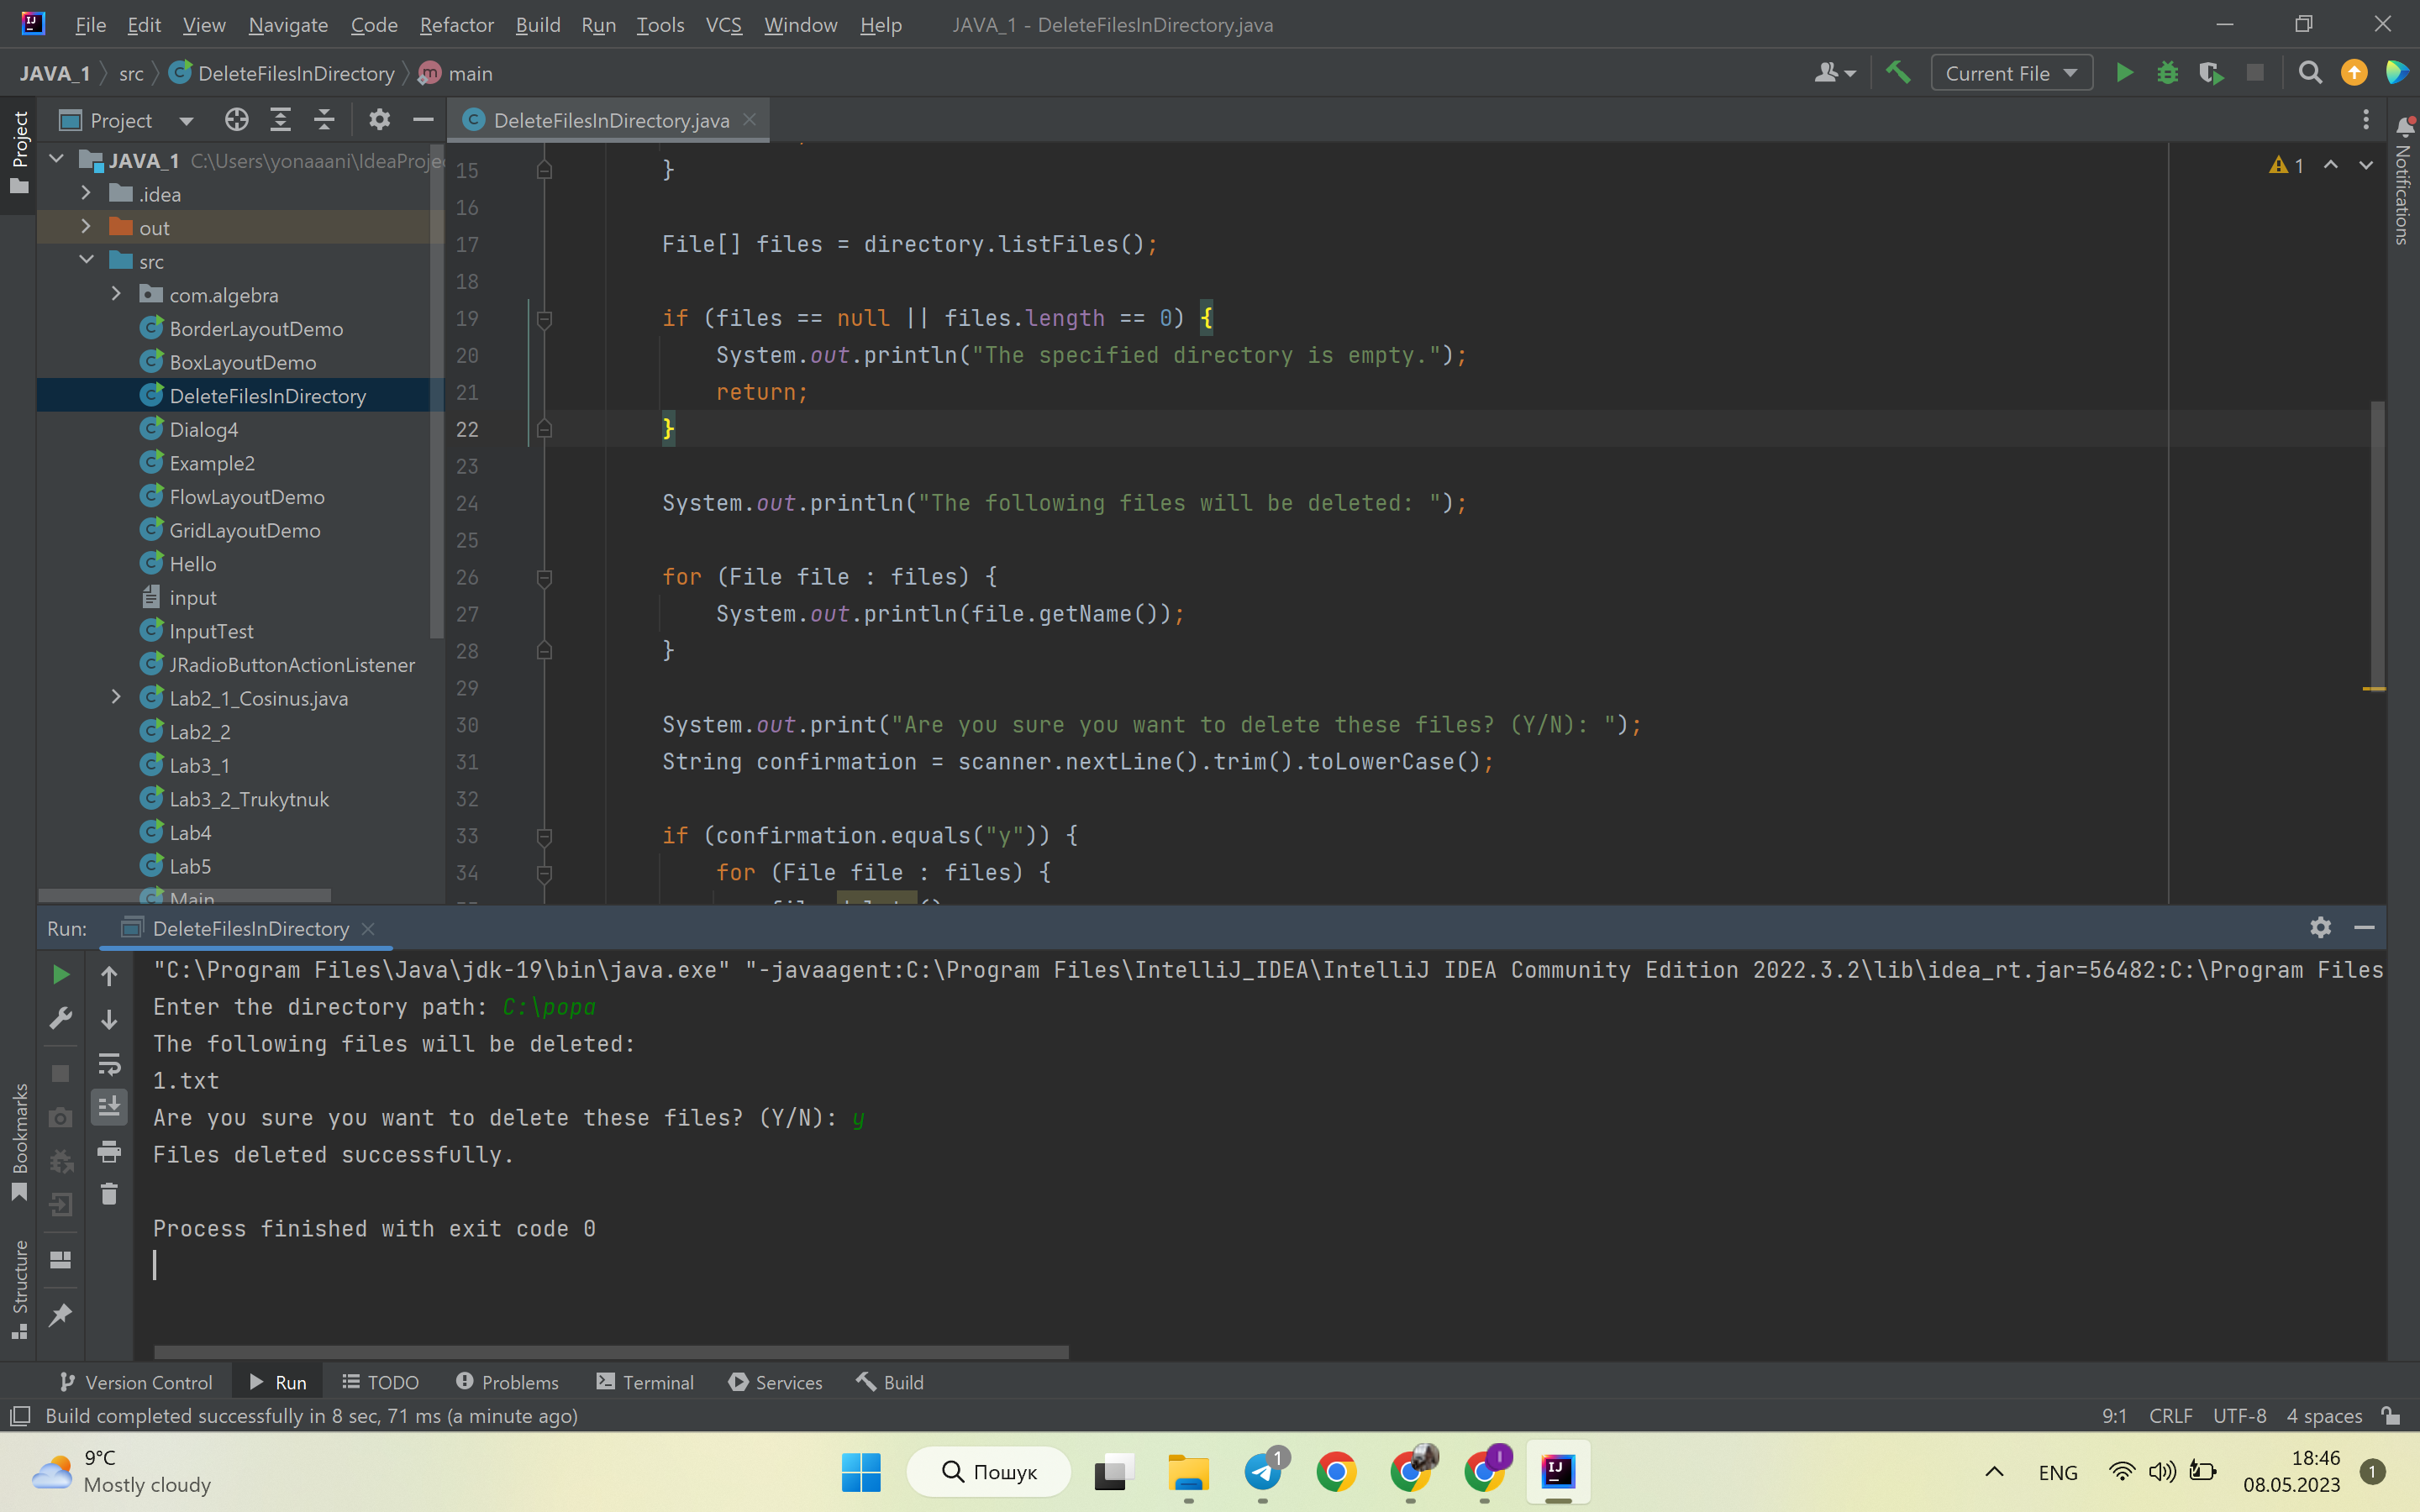 File Edit View Navigate Code Refactor Build Run Tools VCS Window Help JAVA_1 - DeleteFilesInDirectory.java
JAVA_1 src DeleteFilesInDirectory main Current File
Project
Project
DeleteFilesInDirectory.java
Notifications
JAVA_1 C:\Users\yonaaani\IdeaProje
.idea
out
src
com.algebra
BorderLayoutDemo
BoxLayoutDemo
DeleteFilesInDirectory
Dialog4
Example2
FlowLayoutDemo
GridLayoutDemo
Hello
input
InputTest
JRadioButtonActionListener
Lab2_1_Cosinus.java
Lab2_2
Lab3_1
Lab3_2_Trukytnuk
Lab4
Lab5
Main
1
15 }
16
17 File[] files = directory.listFiles();
18
19 if (files == null || files.length == 0) {
20 System.out.println("The specified directory is empty.");
21 return;
22 }
23
24 System.out.println("The following files will be deleted: ");
25
26 for (File file : files) {
27 System.out.println(file.getName());
28 }
29
30 System.out.print("Are you sure you want to delete these files? (Y/N): ");
31 String confirmation = scanner.nextLine().trim().toLowerCase();
32
33 if (confirmation.equals("y")) {
34 for (File file : files) {
Run: DeleteFilesInDirectory
"C:\Program Files\Java\jdk-19\bin\java.exe" "-javaagent:C:\Program Files\IntelliJ_IDEA\IntelliJ IDEA Community Edition 2022.3.2\lib\idea_rt.jar=56482:C:\Program Files
Enter the directory path: C:\popa
The following files will be deleted:
1.txt
Are you sure you want to delete these files? (Y/N): y
Files deleted successfully.
Process finished with exit code 0
Bookmarks
Structure
Version Control Run TODO Problems Terminal Services Build
Build completed successfully in 8 sec, 71 ms (a minute ago) 9:1 CRLF UTF-8 4 spaces
9°C
Mostly cloudy
Пошук
1
ENG
18:46
08.05.2023
1